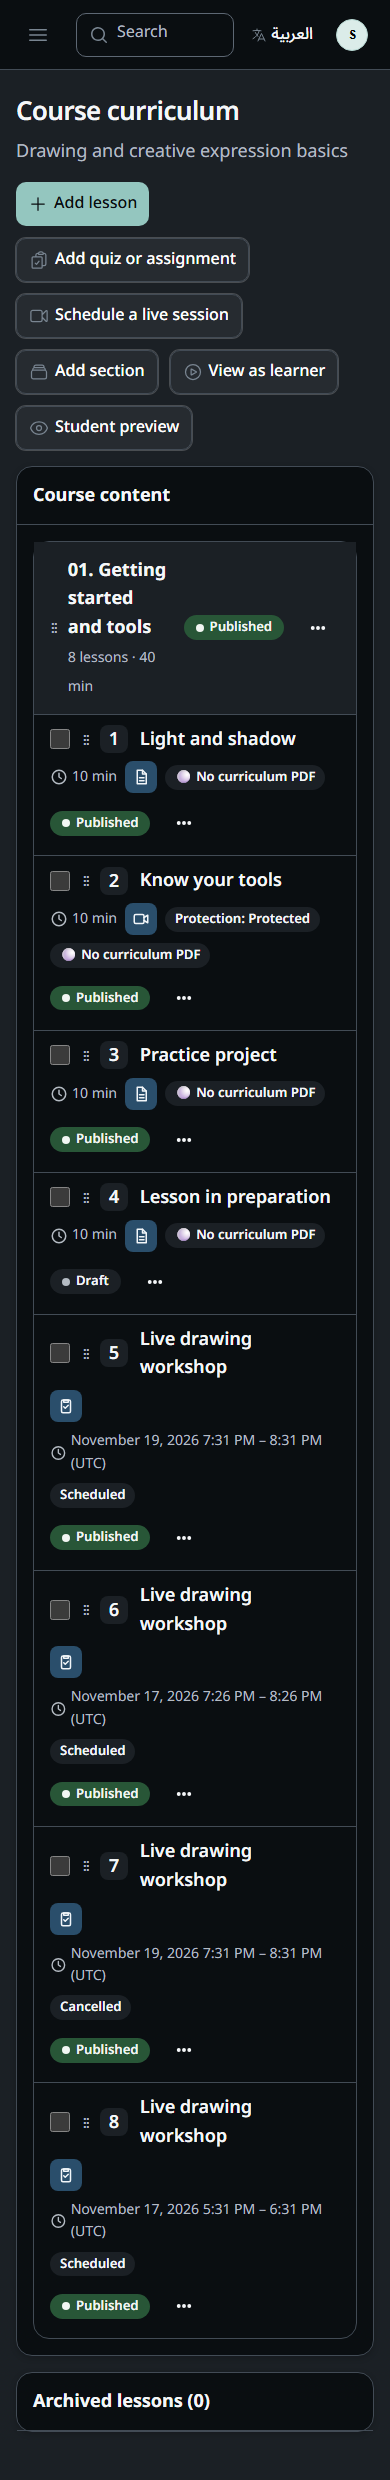 Search
العربية
S
Course curriculum
Drawing and creative expression basics
Add lesson
Add quiz or assignment
Schedule a live session
Add section
View as learner
Student preview
Course content
01. Getting
started
and tools
Published
8 lessons · 40
min
1
Light and shadow
10 min
No curriculum PDF
Published
2
Know your tools
10 min
Protection: Protected
No curriculum PDF
Published
3
Practice project
10 min
No curriculum PDF
Published
4
Lesson in preparation
10 min
No curriculum PDF
Draft
5
Live drawing
workshop
November 19, 2026 7:31 PM – 8:31 PM
(UTC)
Scheduled
Published
6
Live drawing
workshop
November 17, 2026 7:26 PM – 8:26 PM
(UTC)
Scheduled
Published
7
Live drawing
workshop
November 19, 2026 7:31 PM – 8:31 PM
(UTC)
Cancelled
Published
8
Live drawing
workshop
November 17, 2026 5:31 PM – 6:31 PM
(UTC)
Scheduled
Published
Archived lessons (0)